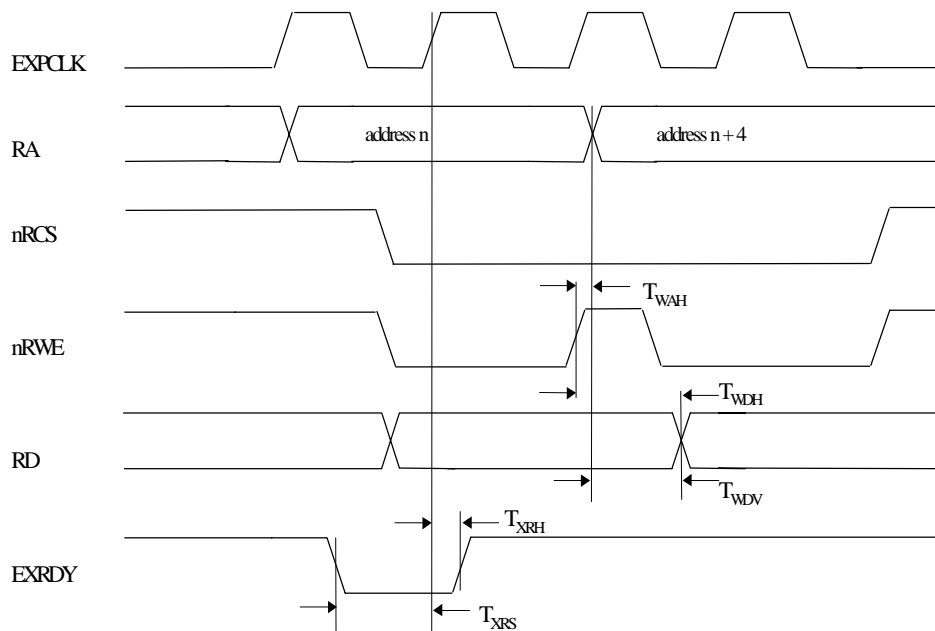 EXPCLK
RA
address n
address n + 4
nRCS
T_WAH
nRWE
T_WDH
RD
T_WDV
T_XRH
EXRDY
T_XRS